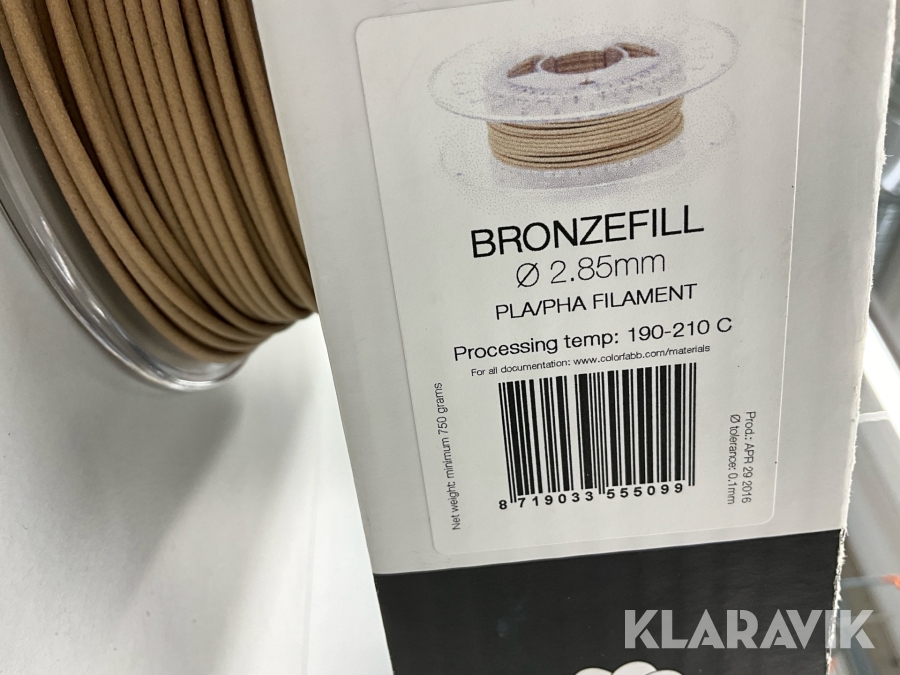 BRONZEFILL
Ø 2.85mm
PLA/PHA FILAMENT
Processing temp: 190-210 C
For all documentation: www.colorfabb.com/materials
Net weight: minimum 750 grams
Prod.: APR 29 2016
Ø tolerance: 0.1mm
8 719033 555099
KLARAVIK